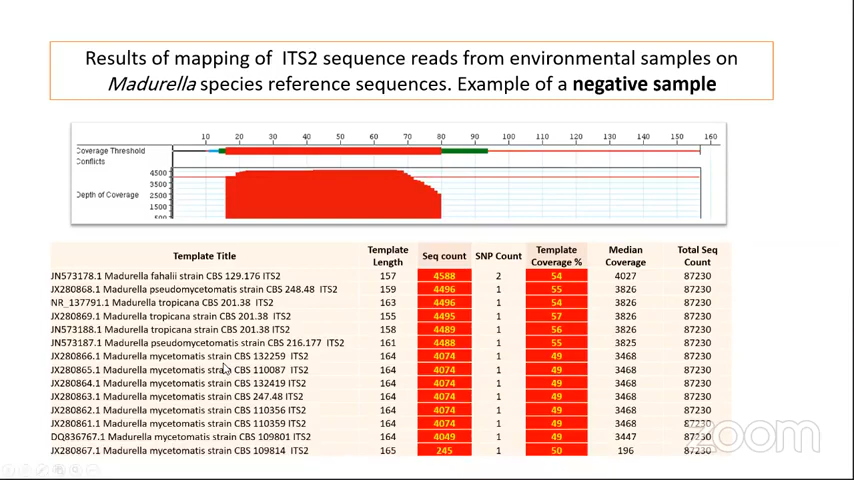 Results of mapping of ITS2 sequence reads from environmental samples on
Madurella species reference sequences. Example of a negative sample
10 20 30 40 50 60 70 80 90 100 110 120 130 140 150 160
Coverage Threshold
Conflicts
4500
3500
Depth of Coverage 2500
1500
500
Template Title Template Length Seq count SNP Count Template Coverage % Median Coverage Total Seq Count
JN573178.1 Madurella fahalii strain CBS 129.176 ITS2 157 4588 2 54 4027 87230
JX280868.1 Madurella pseudomycetomatis strain CBS 248.48 ITS2 159 4496 1 55 3826 87230
NR_137791.1 Madurella tropicana CBS 201.38 ITS2 163 4496 1 54 3826 87230
JX280869.1 Madurella tropicana strain CBS 201.38 ITS2 155 4495 1 57 3826 87230
JN573188.1 Madurella tropicana strain CBS 201.38 ITS2 158 4489 1 56 3826 87230
JN573187.1 Madurella pseudomycetomatis strain CBS 216.177 ITS2 161 4488 1 55 3825 87230
JX280866.1 Madurella mycetomatis strain CBS 132259 ITS2 164 4074 1 49 3468 87230
JX280865.1 Madurella mycetomatis strain CBS 110087 ITS2 164 4074 1 49 3468 87230
JX280864.1 Madurella mycetomatis strain CBS 132419 ITS2 164 4074 1 49 3468 87230
JX280863.1 Madurella mycetomatis strain CBS 247.48 ITS2 164 4074 1 49 3468 87230
JX280862.1 Madurella mycetomatis strain CBS 110356 ITS2 164 4074 1 49 3468 87230
JX280861.1 Madurella mycetomatis strain CBS 110359 ITS2 164 4074 1 49 3468 87230
DQ836767.1 Madurella mycetomatis strain CBS 109801 ITS2 164 4049 1 49 3447 87230
JX280867.1 Madurella mycetomatis strain CBS 109814 ITS2 165 245 1 50 196 87230
zoom